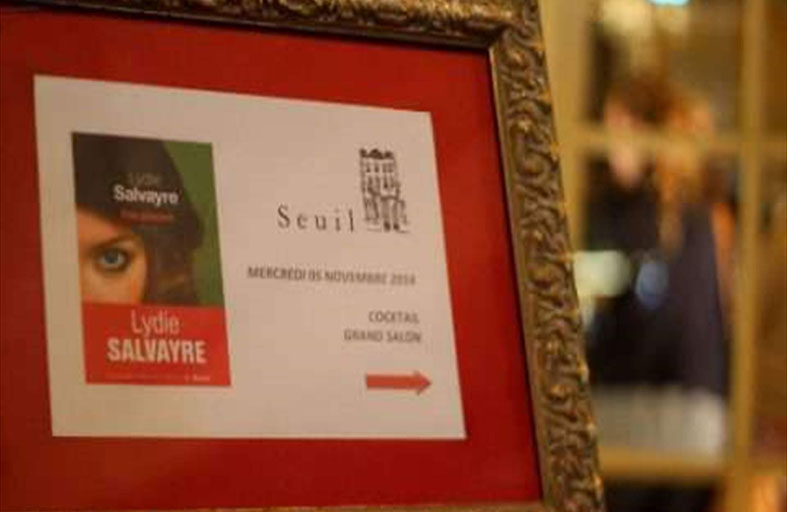 Lydie
Salvayre
Lydie
SALVAYRE
Seuil
MERCREDI 05 NOVEMBRE 2014
COCKTAIL
GRAND SALON